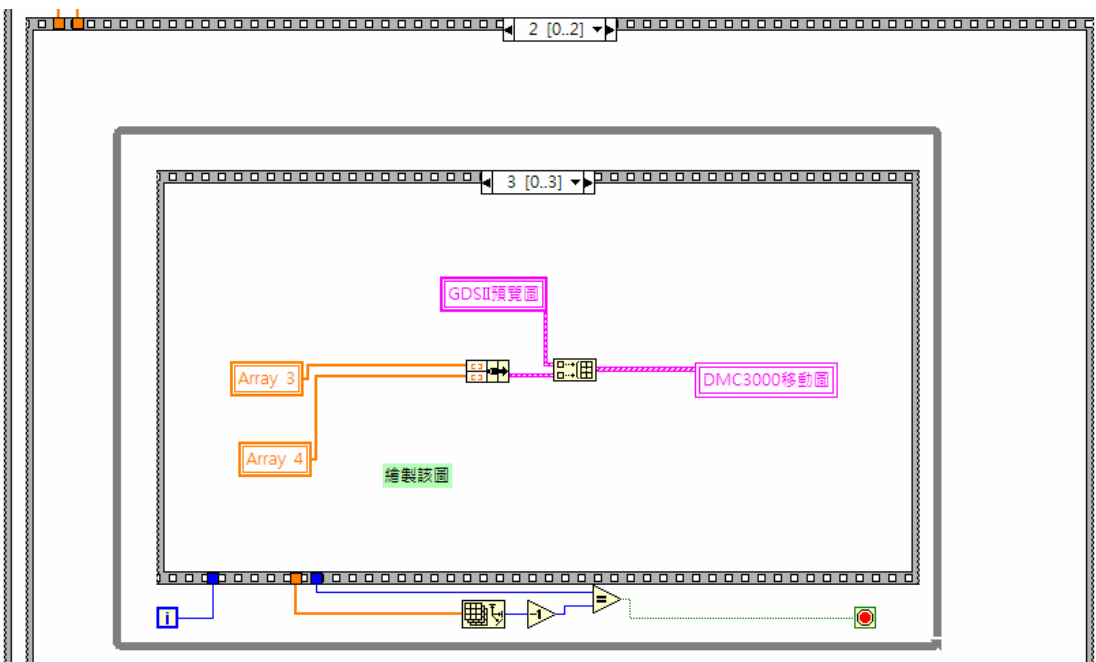 2 [0..2]
3 [0..3]
GDSII預覽圖
Array 3
DMC3000移動圖
Array 4
繪製該圖
i
-1
=